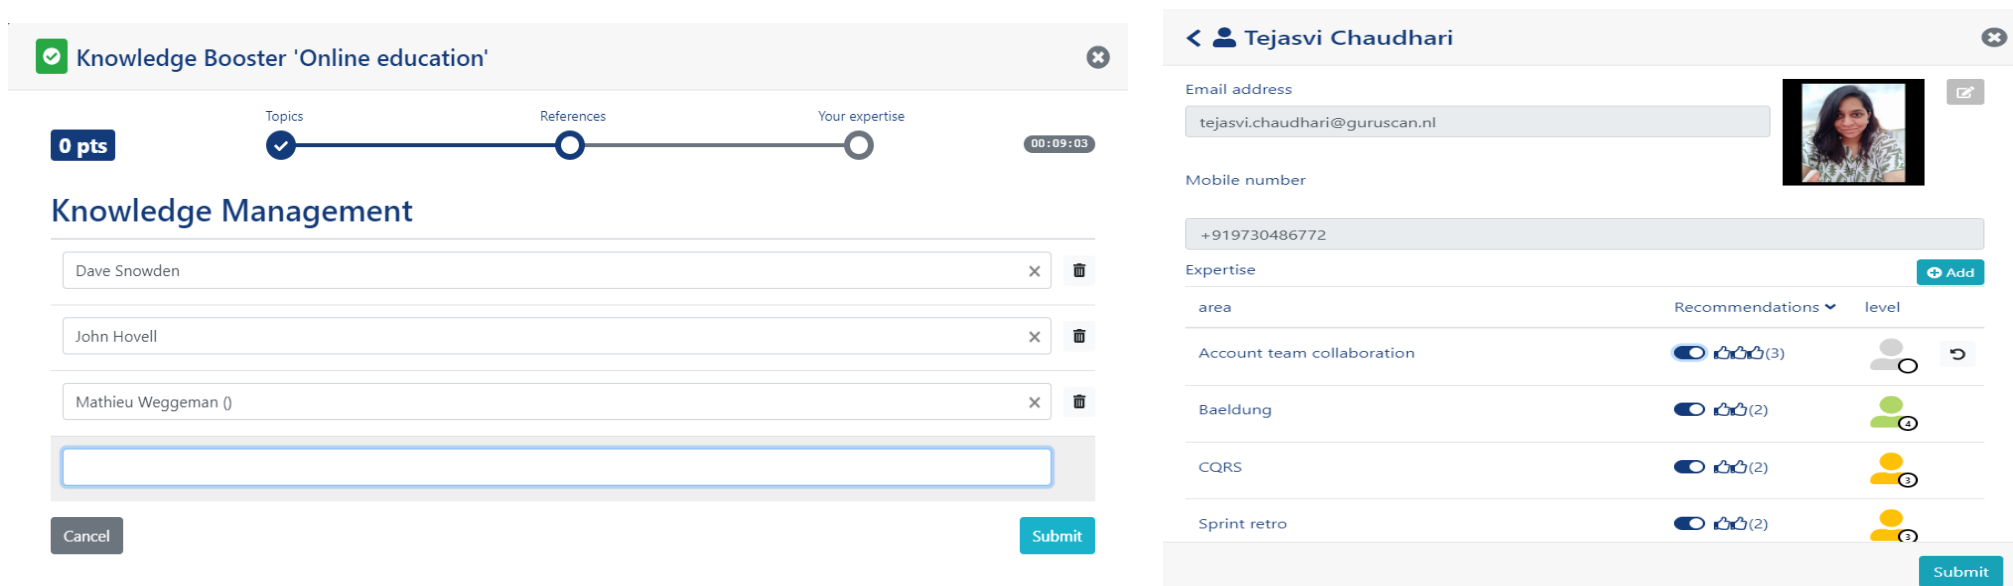 Knowledge Booster 'Online education'
Topics
References
Your expertise
0 pts
00:09:03
Knowledge Management
Dave Snowden
John Hovell
Mathieu Weggeman ()
Cancel
Submit
Tejasvi Chaudhari
Email address
tejasvi.chaudhari@guruscan.nl
Mobile number
+919730486772
Expertise
Add
area
Recommendations
level
Account team collaboration
(3)
Baeldung
(2)
4
CQRS
(2)
3
Sprint retro
(2)
3
Submit